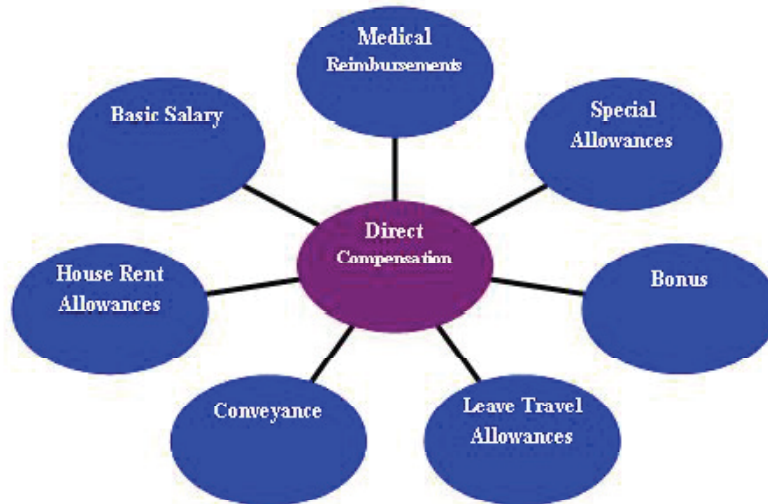 Medical
Reimbursements
Basic Salary
Special
Allowances
Direct
Compensation
House Rent
Allowances
Bonus
Conveyance
Leave Travel
Allowances